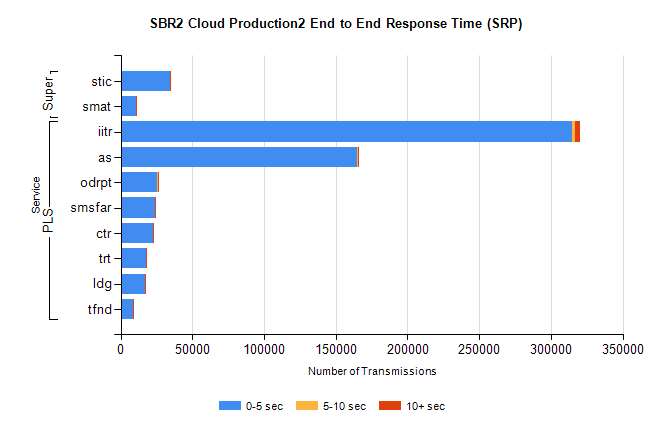 SBR2 Cloud Production2 End to End Response Time (SRP)
Super
stic
smat
Service
PLS
iitr
as
odrpt
smsfar
ctr
trt
ldg
tfnd
0 50000 100000 150000 200000 250000 300000 350000
Number of Transmissions
0-5 sec 5-10 sec 10+ sec